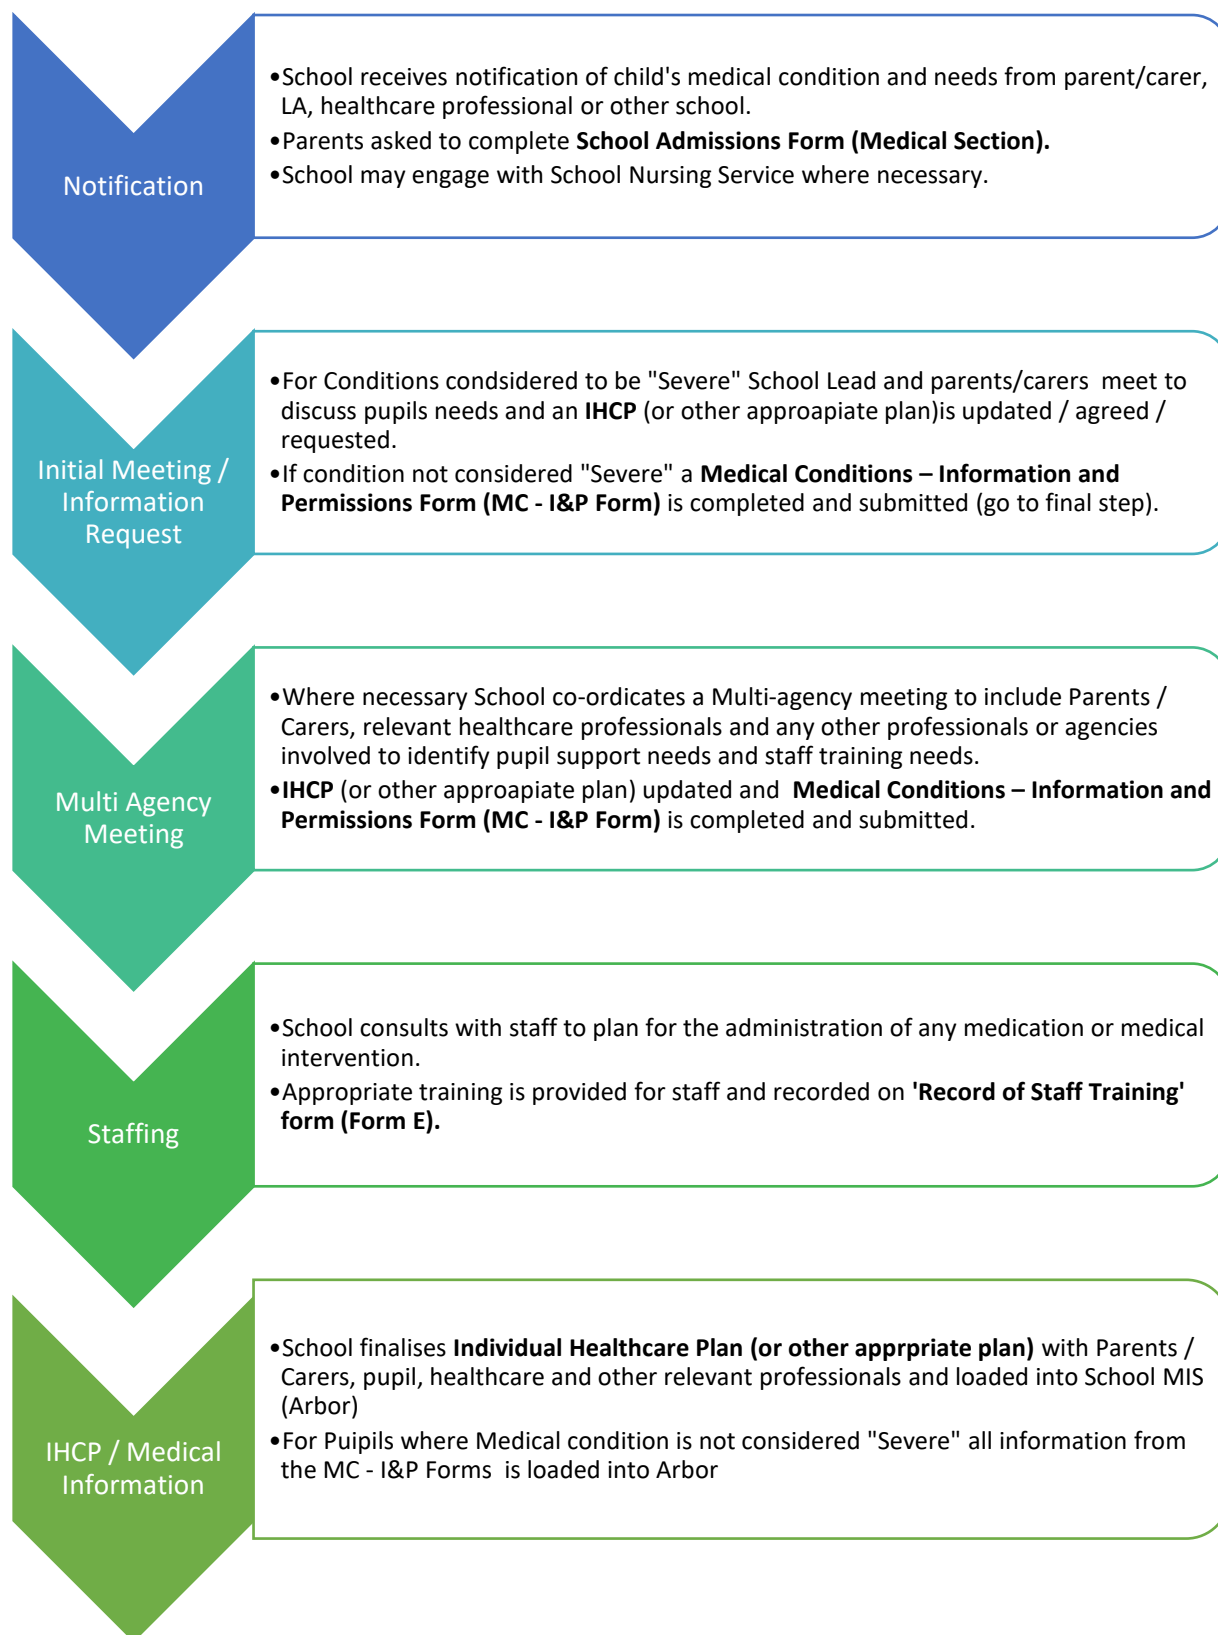 Notification
•School receives notification of child's medical condition and needs from parent/carer,
LA, healthcare professional or other school.
•Parents asked to complete School Admissions Form (Medical Section).
•School may engage with School Nursing Service where necessary.
Initial Meeting /
Information
Request
•For Conditions condsidered to be "Severe" School Lead and parents/carers meet to
discuss pupils needs and an IHCP (or other approapiate plan)is updated / agreed /
requested.
•If condition not considered "Severe" a Medical Conditions – Information and
Permissions Form (MC - I&P Form) is completed and submitted (go to final step).
Multi Agency
Meeting
•Where necessary School co-ordicates a Multi-agency meeting to include Parents /
Carers, relevant healthcare professionals and any other professionals or agencies
involved to identify pupil support needs and staff training needs.
•IHCP (or other approapiate plan) updated and Medical Conditions – Information and
Permissions Form (MC - I&P Form) is completed and submitted.
Staffing
•School consults with staff to plan for the administration of any medication or medical
intervention.
•Appropriate training is provided for staff and recorded on 'Record of Staff Training'
form (Form E).
IHCP / Medical
Information
•School finalises Individual Healthcare Plan (or other apprpriate plan) with Parents /
Carers, pupil, healthcare and other relevant professionals and loaded into School MIS
(Arbor)
•For Puipils where Medical condition is not considered "Severe" all information from
the MC - I&P Forms is loaded into Arbor